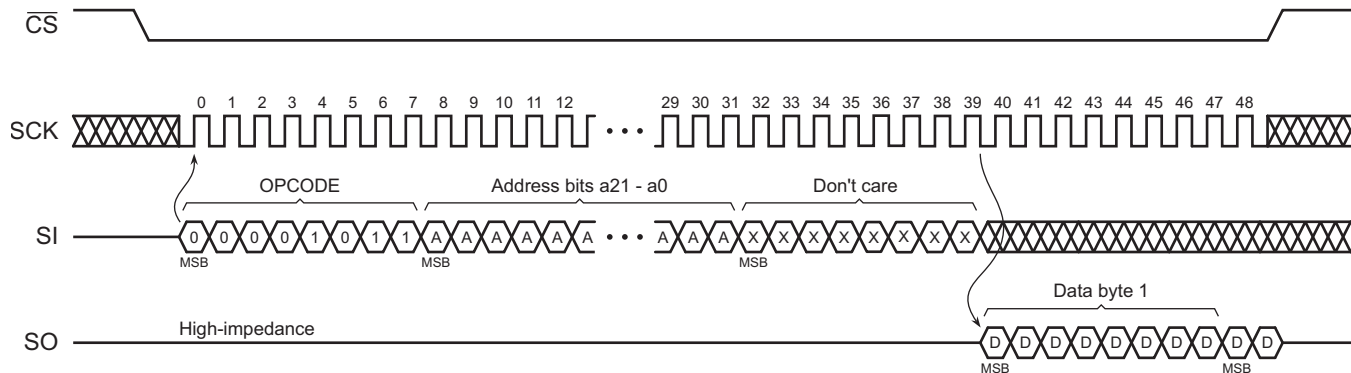 CS
0 1 2 3 4 5 6 7 8 9 10 11 12 29 30 31 32 33 34 35 36 37 38 39 40 41 42 43 44 45 46 47 48
SCK
OPCODE Address bits a21 - a0 Don't care
SI 0 0 0 0 1 0 1 1 A A A A A A A A A X X X X X X X X
MSB MSB MSB
Data byte 1
High-impedance
SO D D D D D D D D D D
MSB MSB